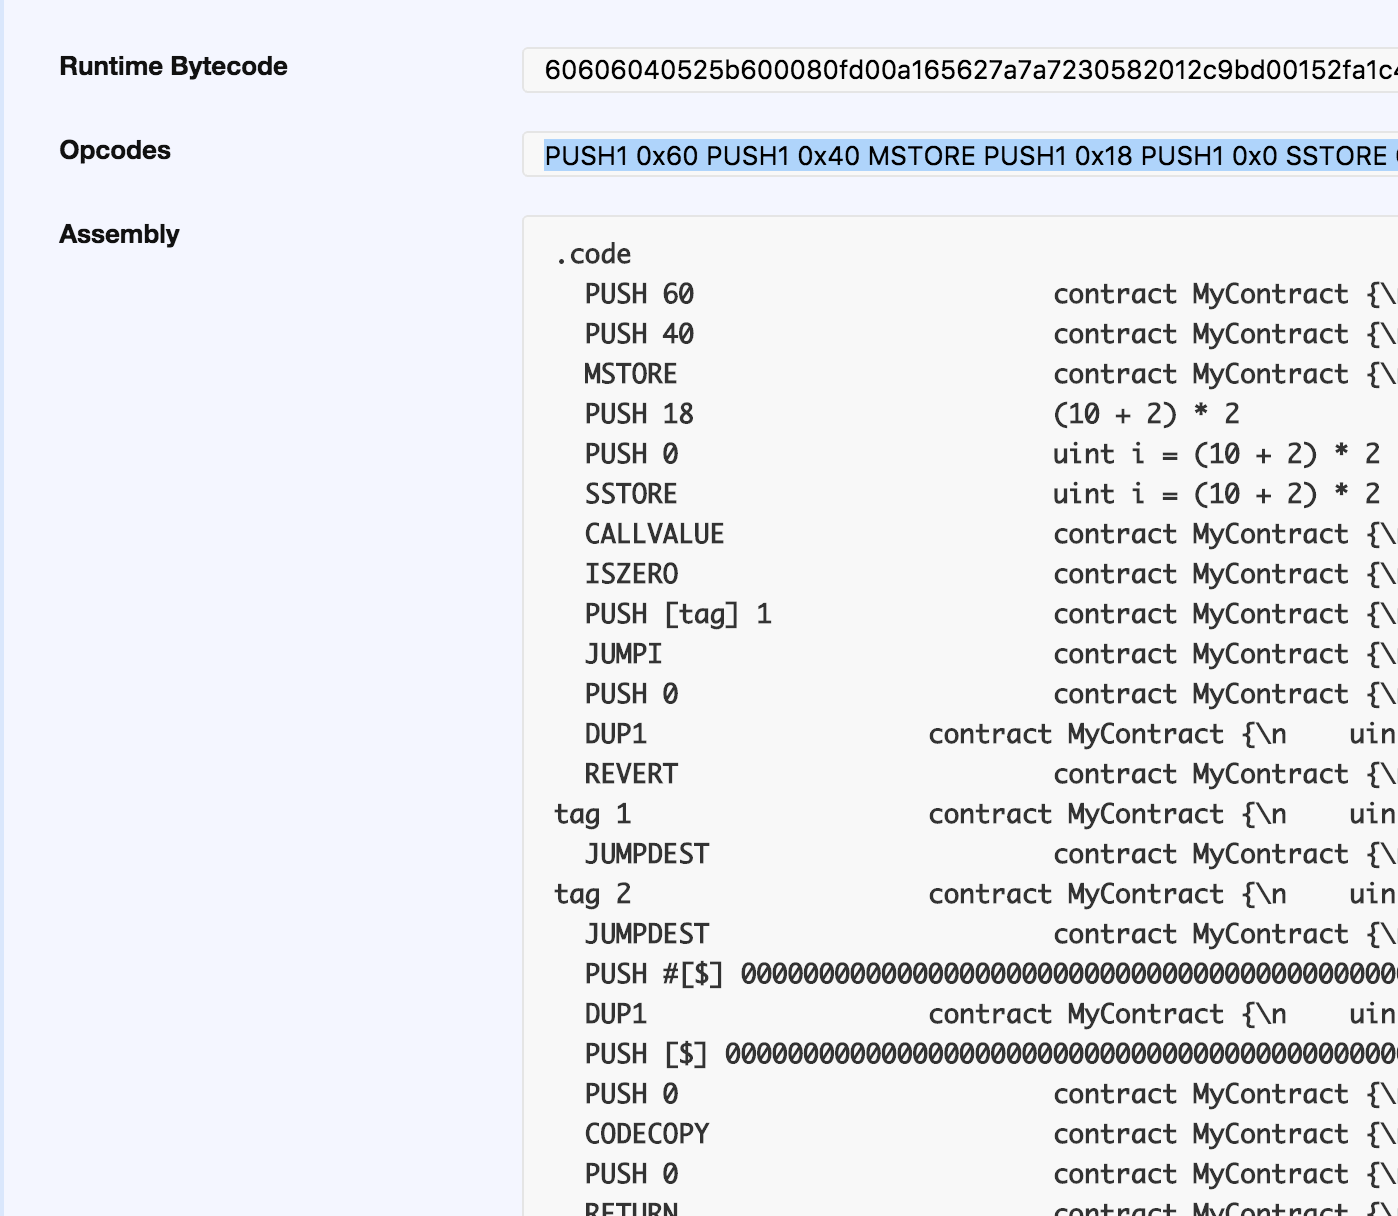 Runtime Bytecode
60606040525b600080fd00a165627a7a7230582012c9bd00152fa1c4
Opcodes
PUSH1 0x60 PUSH1 0x40 MSTORE PUSH1 0x18 PUSH1 0x0 SSTORE
Assembly
.code
PUSH 60 contract MyContract {\
PUSH 40 contract MyContract {\
MSTORE contract MyContract {\
PUSH 18 (10 + 2) * 2
PUSH 0 uint i = (10 + 2) * 2
SSTORE uint i = (10 + 2) * 2
CALLVALUE contract MyContract {\
ISZERO contract MyContract {\
PUSH [tag] 1 contract MyContract {\
JUMPI contract MyContract {\
PUSH 0 contract MyContract {\
DUP1 contract MyContract {\n uin
REVERT contract MyContract {\
tag 1 contract MyContract {\n uin
JUMPDEST contract MyContract {\
tag 2 contract MyContract {\n uin
JUMPDEST contract MyContract {\
PUSH #[$] 000000000000000000000000000000000000000000
DUP1 contract MyContract {\n uin
PUSH [$] 0000000000000000000000000000000000000000000
PUSH 0 contract MyContract {\
CODECOPY contract MyContract {\
PUSH 0 contract MyContract {\
RETURN contract MyContract {\